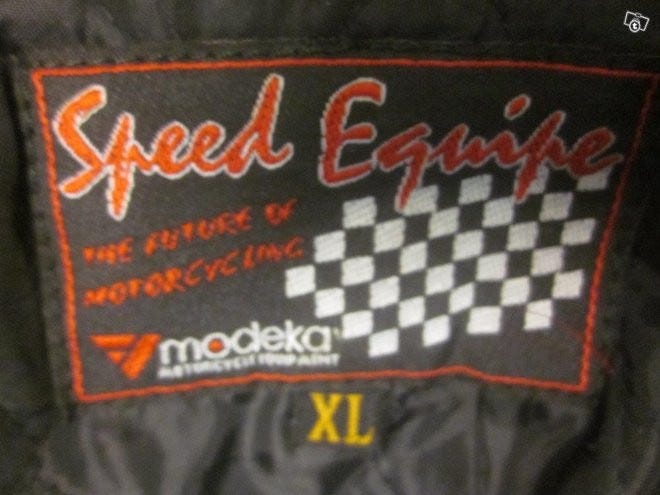 Speed Equipe
THE FUTURE OF
MOTORCYCLING
modeka
MOTORCYCLE EQUIPMENT
XL